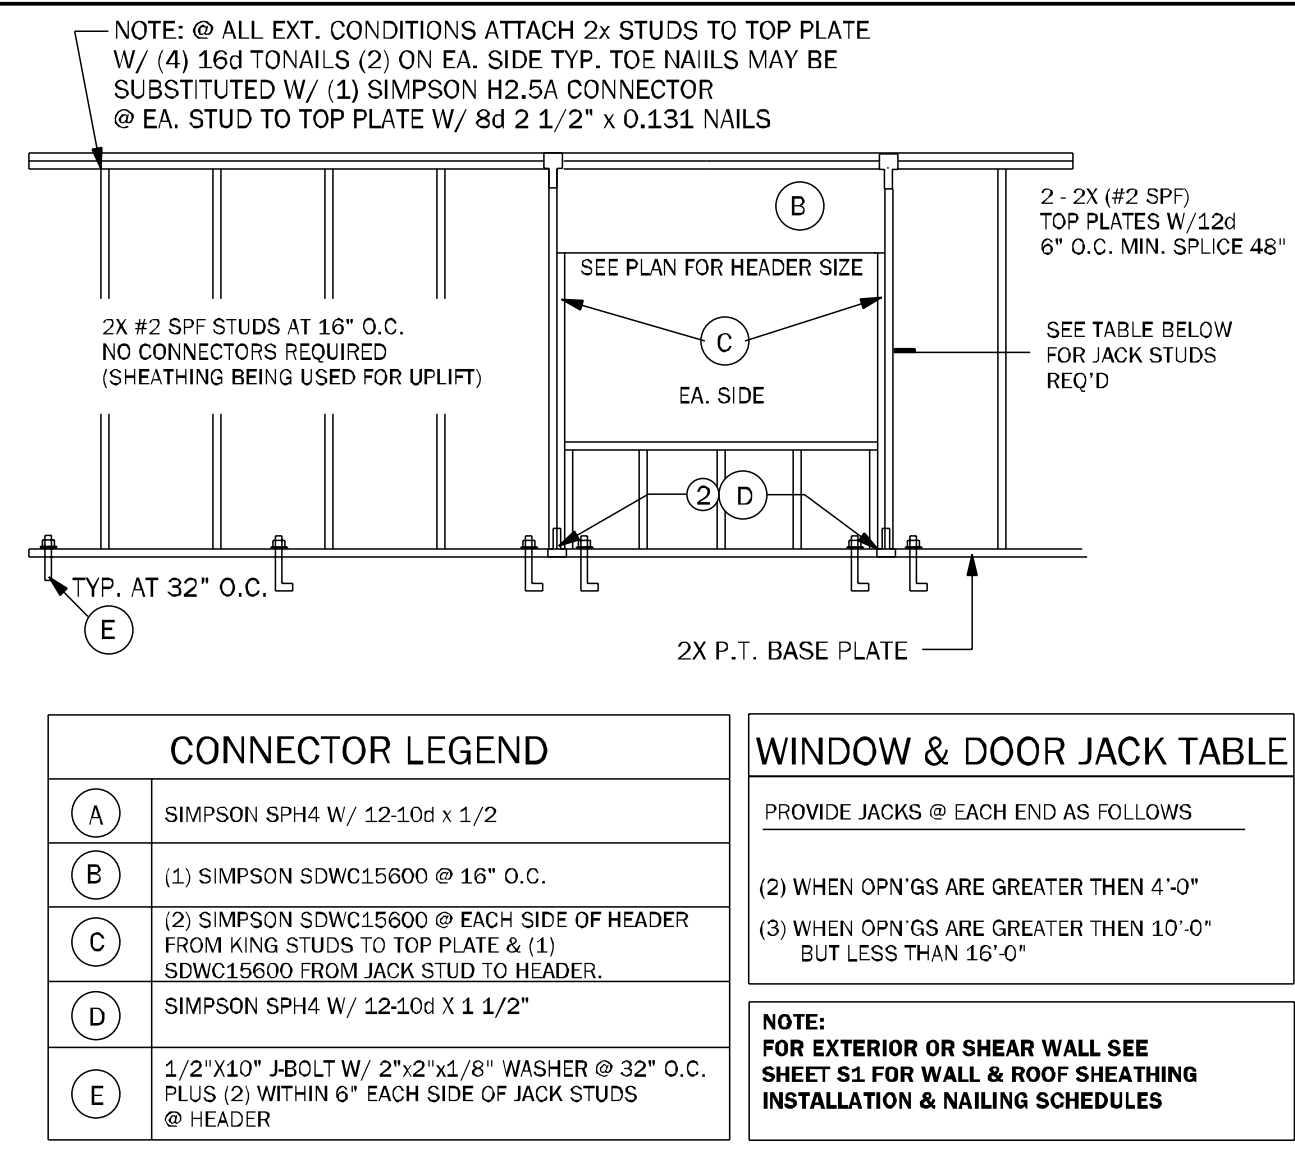 NOTE: @ ALL EXT. CONDITIONS ATTACH 2x STUDS TO TOP PLATE
W/ (4) 16d TONAILS (2) ON EA. SIDE TYP. TOE NAIILS MAY BE
SUBSTITUTED W/ (1) SIMPSON H2.5A CONNECTOR
@ EA. STUD TO TOP PLATE W/ 8d 2 1/2" x 0.131 NAILS
B
2 - 2X (#2 SPF)
TOP PLATES W/12d
6" O.C. MIN. SPLICE 48"
SEE PLAN FOR HEADER SIZE
2X #2 SPF STUDS AT 16" O.C.
NO CONNECTORS REQUIRED
(SHEATHING BEING USED FOR UPLIFT)
C
EA. SIDE
SEE TABLE BELOW
FOR JACK STUDS
REQ'D
2 D
TYP. AT 32" O.C.
E
2X P.T. BASE PLATE
CONNECTOR LEGEND
A
SIMPSON SPH4 W/ 12-10d x 1/2
B
(1) SIMPSON SDWC15600 @ 16" O.C.
C
(2) SIMPSON SDWC15600 @ EACH SIDE OF HEADER
FROM KING STUDS TO TOP PLATE & (1)
SDWC15600 FROM JACK STUD TO HEADER.
D
SIMPSON SPH4 W/ 12-10d X 1 1/2"
E
1/2"X10" J-BOLT W/ 2"x2"x1/8" WASHER @ 32" O.C.
PLUS (2) WITHIN 6" EACH SIDE OF JACK STUDS
@ HEADER
WINDOW & DOOR JACK TABLE
PROVIDE JACKS @ EACH END AS FOLLOWS
(2) WHEN OPN'GS ARE GREATER THEN 4'-0"
(3) WHEN OPN'GS ARE GREATER THEN 10'-0"
BUT LESS THAN 16'-0"
NOTE:
FOR EXTERIOR OR SHEAR WALL SEE
SHEET S1 FOR WALL & ROOF SHEATHING
INSTALLATION & NAILING SCHEDULES